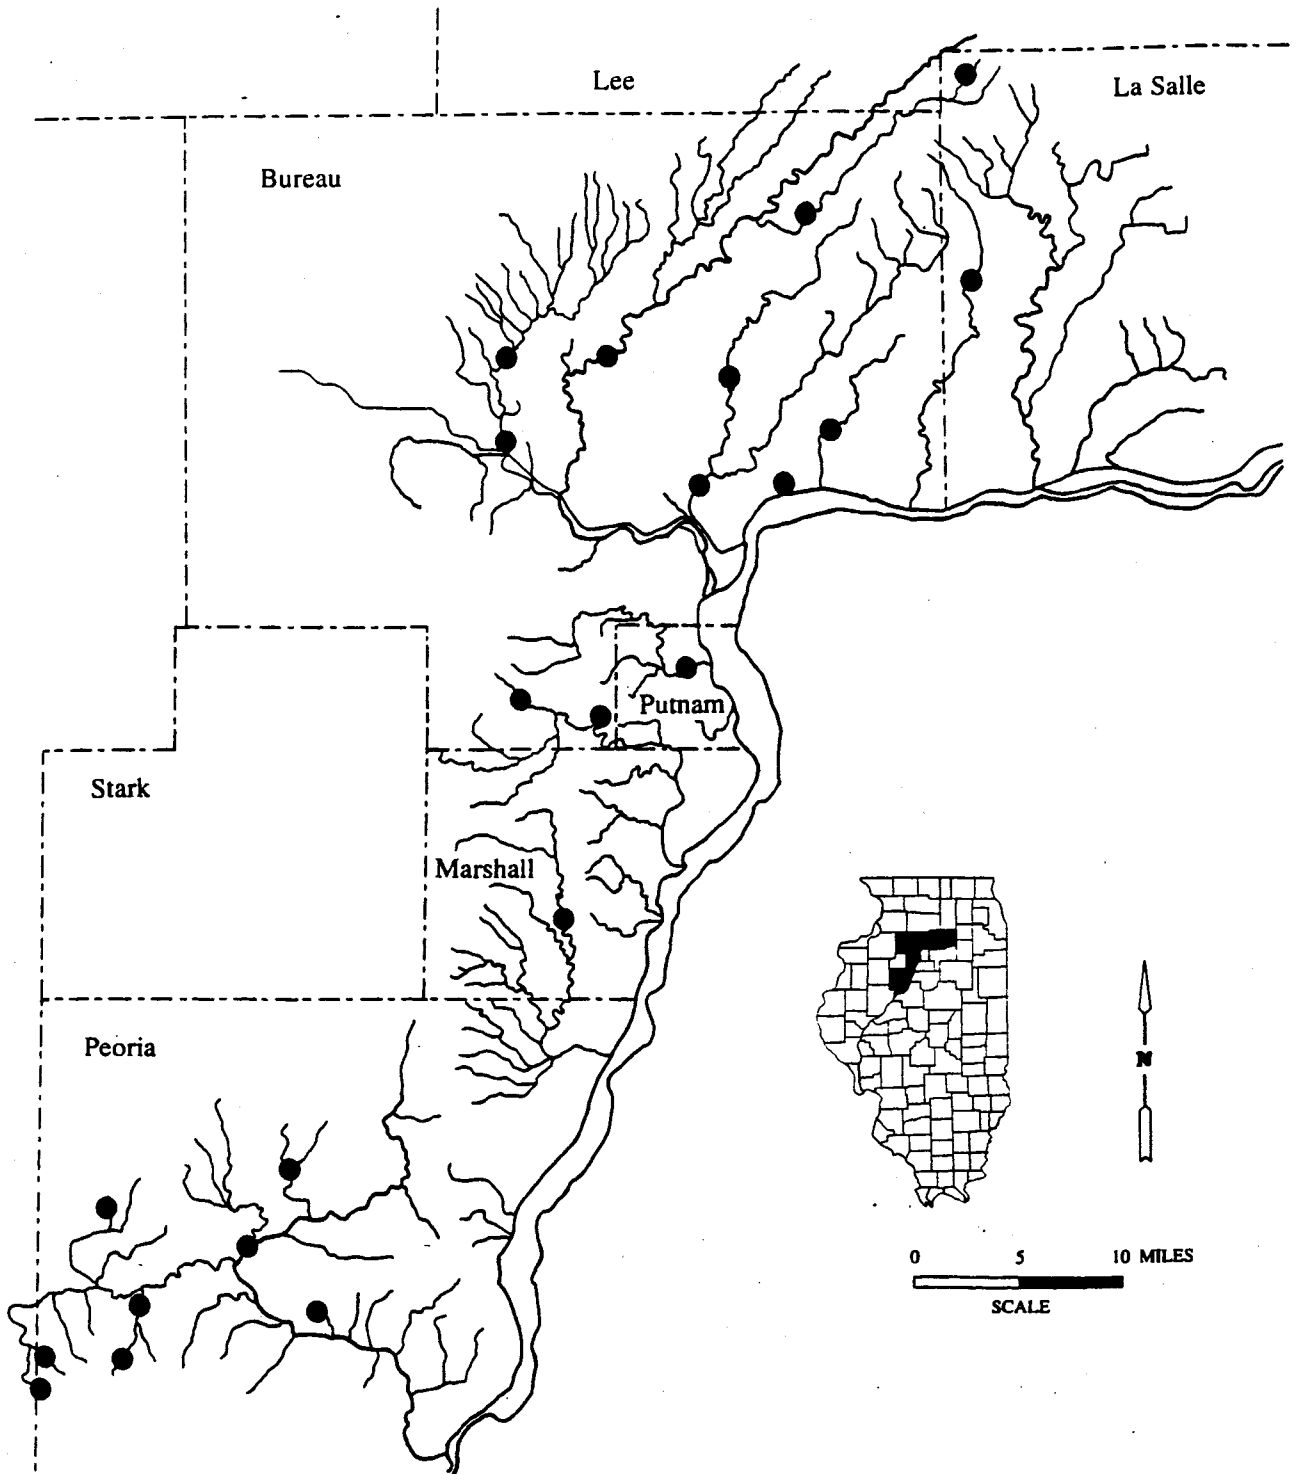 Lee
La Salle
Bureau
Putnam
Stark
Marshall
Peoria
N
0 5 10 MILES
SCALE